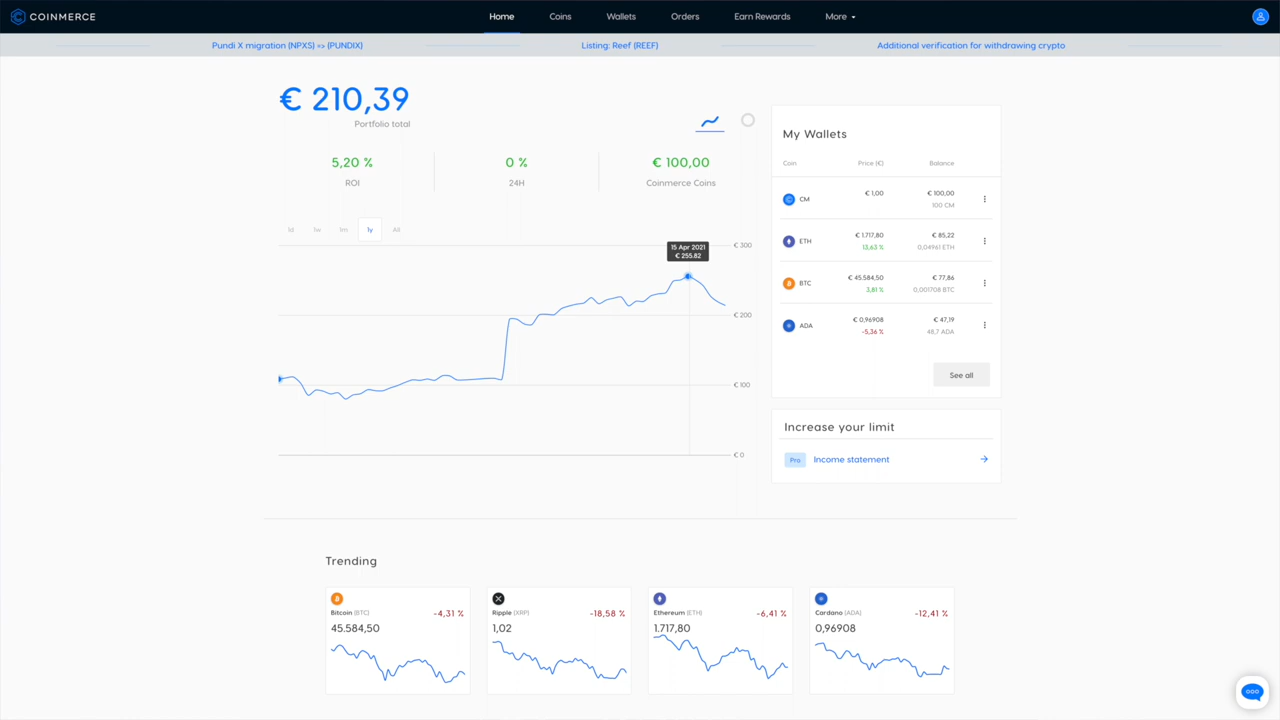 COINMERCE
Home Coins Wallets Orders Earn Rewards More
Pundi X migration (NPXS) => (PUNDIX) Listing: Reef (REEF) Additional verification for withdrawing crypto
€ 210,39
Portfolio total
5,20 % 0 % € 100,00
ROI 24H Coinmerce Coins
1d 1w 1m 1y All
€ 300
15 Apr 2021
€ 255.82
€ 200
€ 100
€ 0
My Wallets
Coin Price (€) Balance
CM € 1,00 € 100,00
100 CM
ETH € 1.717,80 € 85,22
13,63 % 0,04961 ETH
BTC € 45.584,50 € 77,86
3,81 % 0,001708 BTC
ADA € 0,96908 € 47,19
-5,36 % 48,7 ADA
See all
Increase your limit
Pro Income statement
Trending
Bitcoin (BTC) -4,31 %
45.584,50
Ripple (XRP) -18,58 %
1,02
Ethereum (ETH) -6,41 %
1.717,80
Cardano (ADA) -12,41 %
0,96908